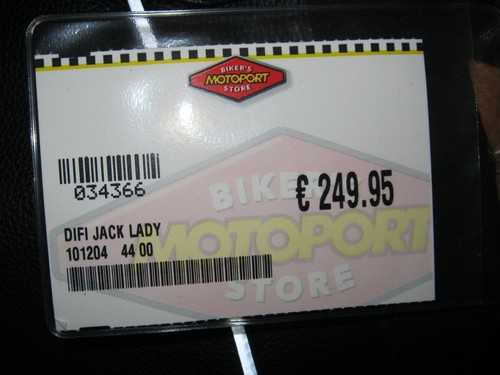 BIKER'S
MOTOPORT
STORE
034366
€ 249.95
DIFI JACK LADY
101204 44 00
BIKER
MOTOPORT
STORE